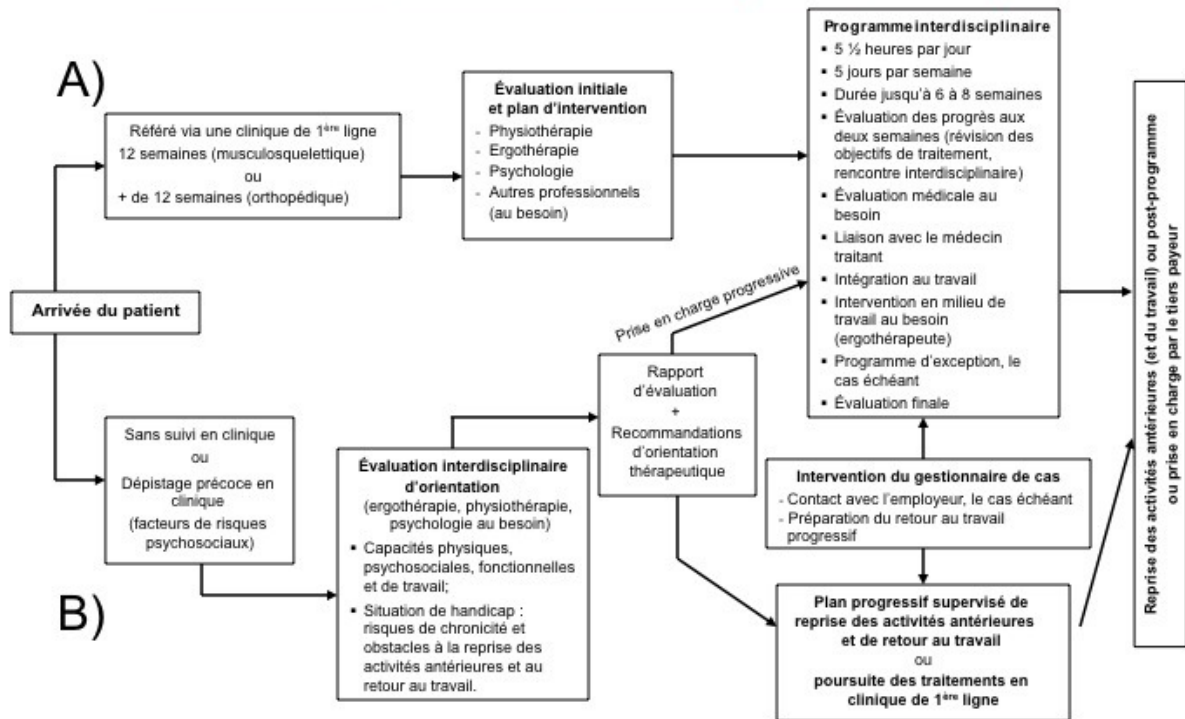 A)
Référé via une clinique de 1ère ligne
12 semaines (musculosquelettique)
ou
+ de 12 semaines (orthopédique)
Évaluation initiale
et plan d'intervention
- Physiothérapie
- Ergothérapie
- Psychologie
- Autres professionnels
(au besoin)
Programme interdisciplinaire
▪ 5 ½ heures par jour
▪ 5 jours par semaine
▪ Durée jusqu'à 6 à 8 semaines
▪ Évaluation des progrès aux
deux semaines (révision des
objectifs de traitement,
rencontre interdisciplinaire)
▪ Évaluation médicale au
besoin
▪ Liaison avec le médecin
traitant
▪ Intégration au travail
▪ Intervention en milieu de
travail au besoin
(ergothérapeute)
▪ Programme d'exception, le
cas échéant
▪ Évaluation finale
Arrivée du patient
B)
Sans suivi en clinique
ou
Dépistage précoce en
clinique
(facteurs de risques
psychosociaux)
Évaluation interdisciplinaire
d'orientation
(ergothérapie, physiothérapie,
psychologie au besoin)
▪ Capacités physiques,
psychosociales, fonctionnelles
et de travail;
▪ Situation de handicap :
risques de chronicité et
obstacles à la reprise des
activités antérieures et au
retour au travail.
Rapport
d'évaluation
+
Recommandations
d'orientation
thérapeutique
Prise en charge progressive
Intervention du gestionnaire de cas
- Contact avec l'employeur, le cas échéant
- Préparation du retour au travail
progressif
Plan progressif supervisé de
reprise des activités antérieures
et de retour au travail
ou
poursuite des traitements en
clinique de 1ère ligne
Reprise des activités antérieures (et du travail) ou post-programme
ou prise en charge par le tiers payeur